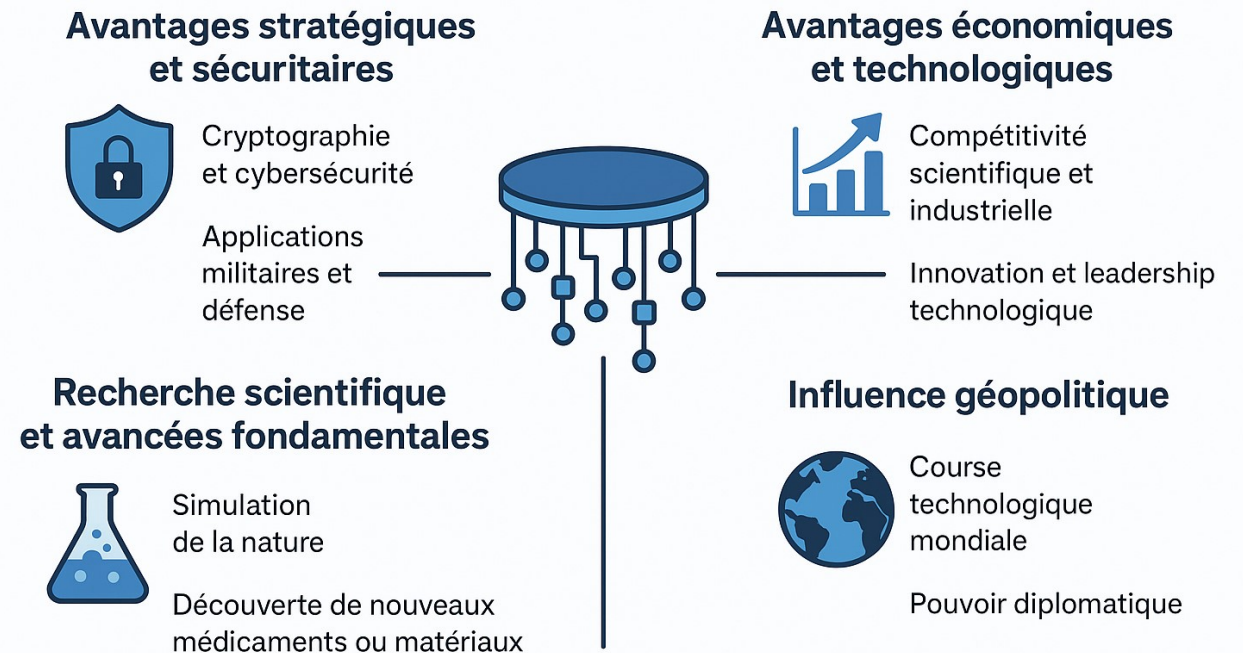 Avantages stratégiques
et sécuritaires
Cryptographie
et cybersécurité
Applications
militaires et
défense
Avantages économiques
et technologiques
Compétitivité
scientifique et
industrielle
Innovation et leadership
technologique
Recherche scientifique
et avancées fondamentales
Simulation
de la nature
Découverte de nouveaux
médicaments ou matériaux
Influence géopolitique
Course
technologique
mondiale
Pouvoir diplomatique